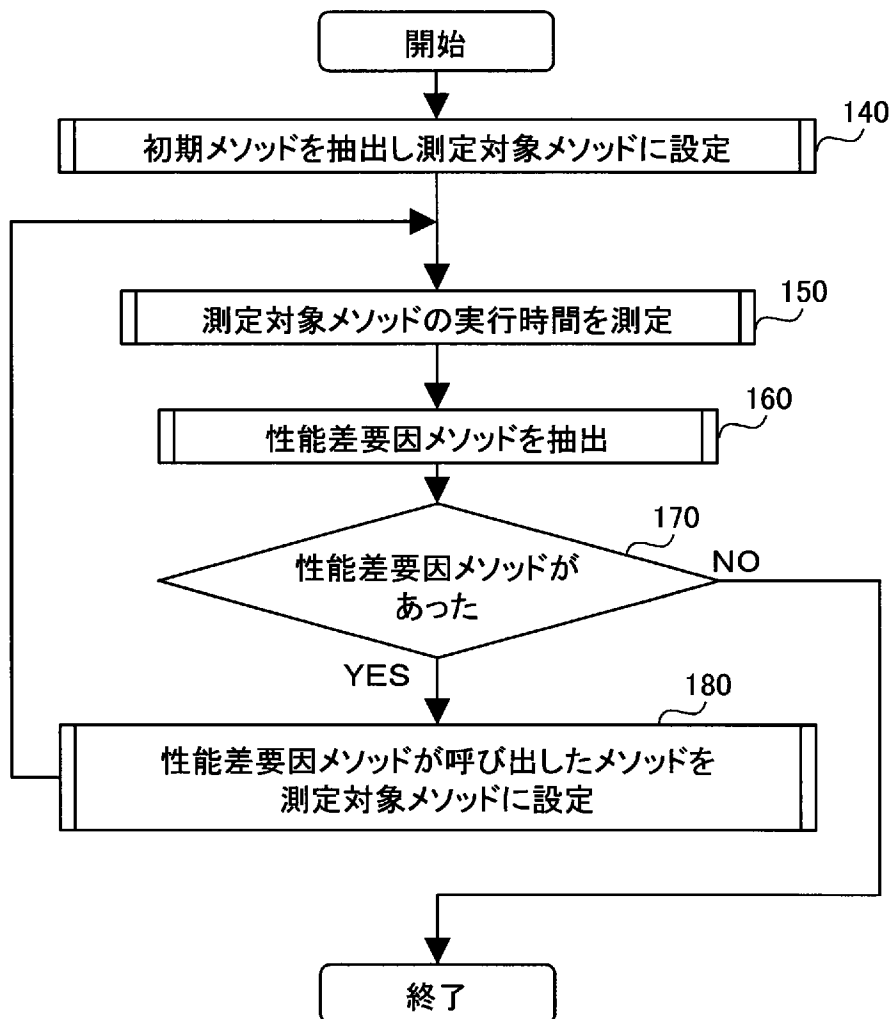 開始
初期メソッドを抽出し測定対象メソッドに設定
140
測定対象メソッドの実行時間を測定
150
性能差要因メソッドを抽出
160
170
性能差要因メソッドが
あった
NO
YES
180
性能差要因メソッドが呼び出したメソッドを
測定対象メソッドに設定
終了